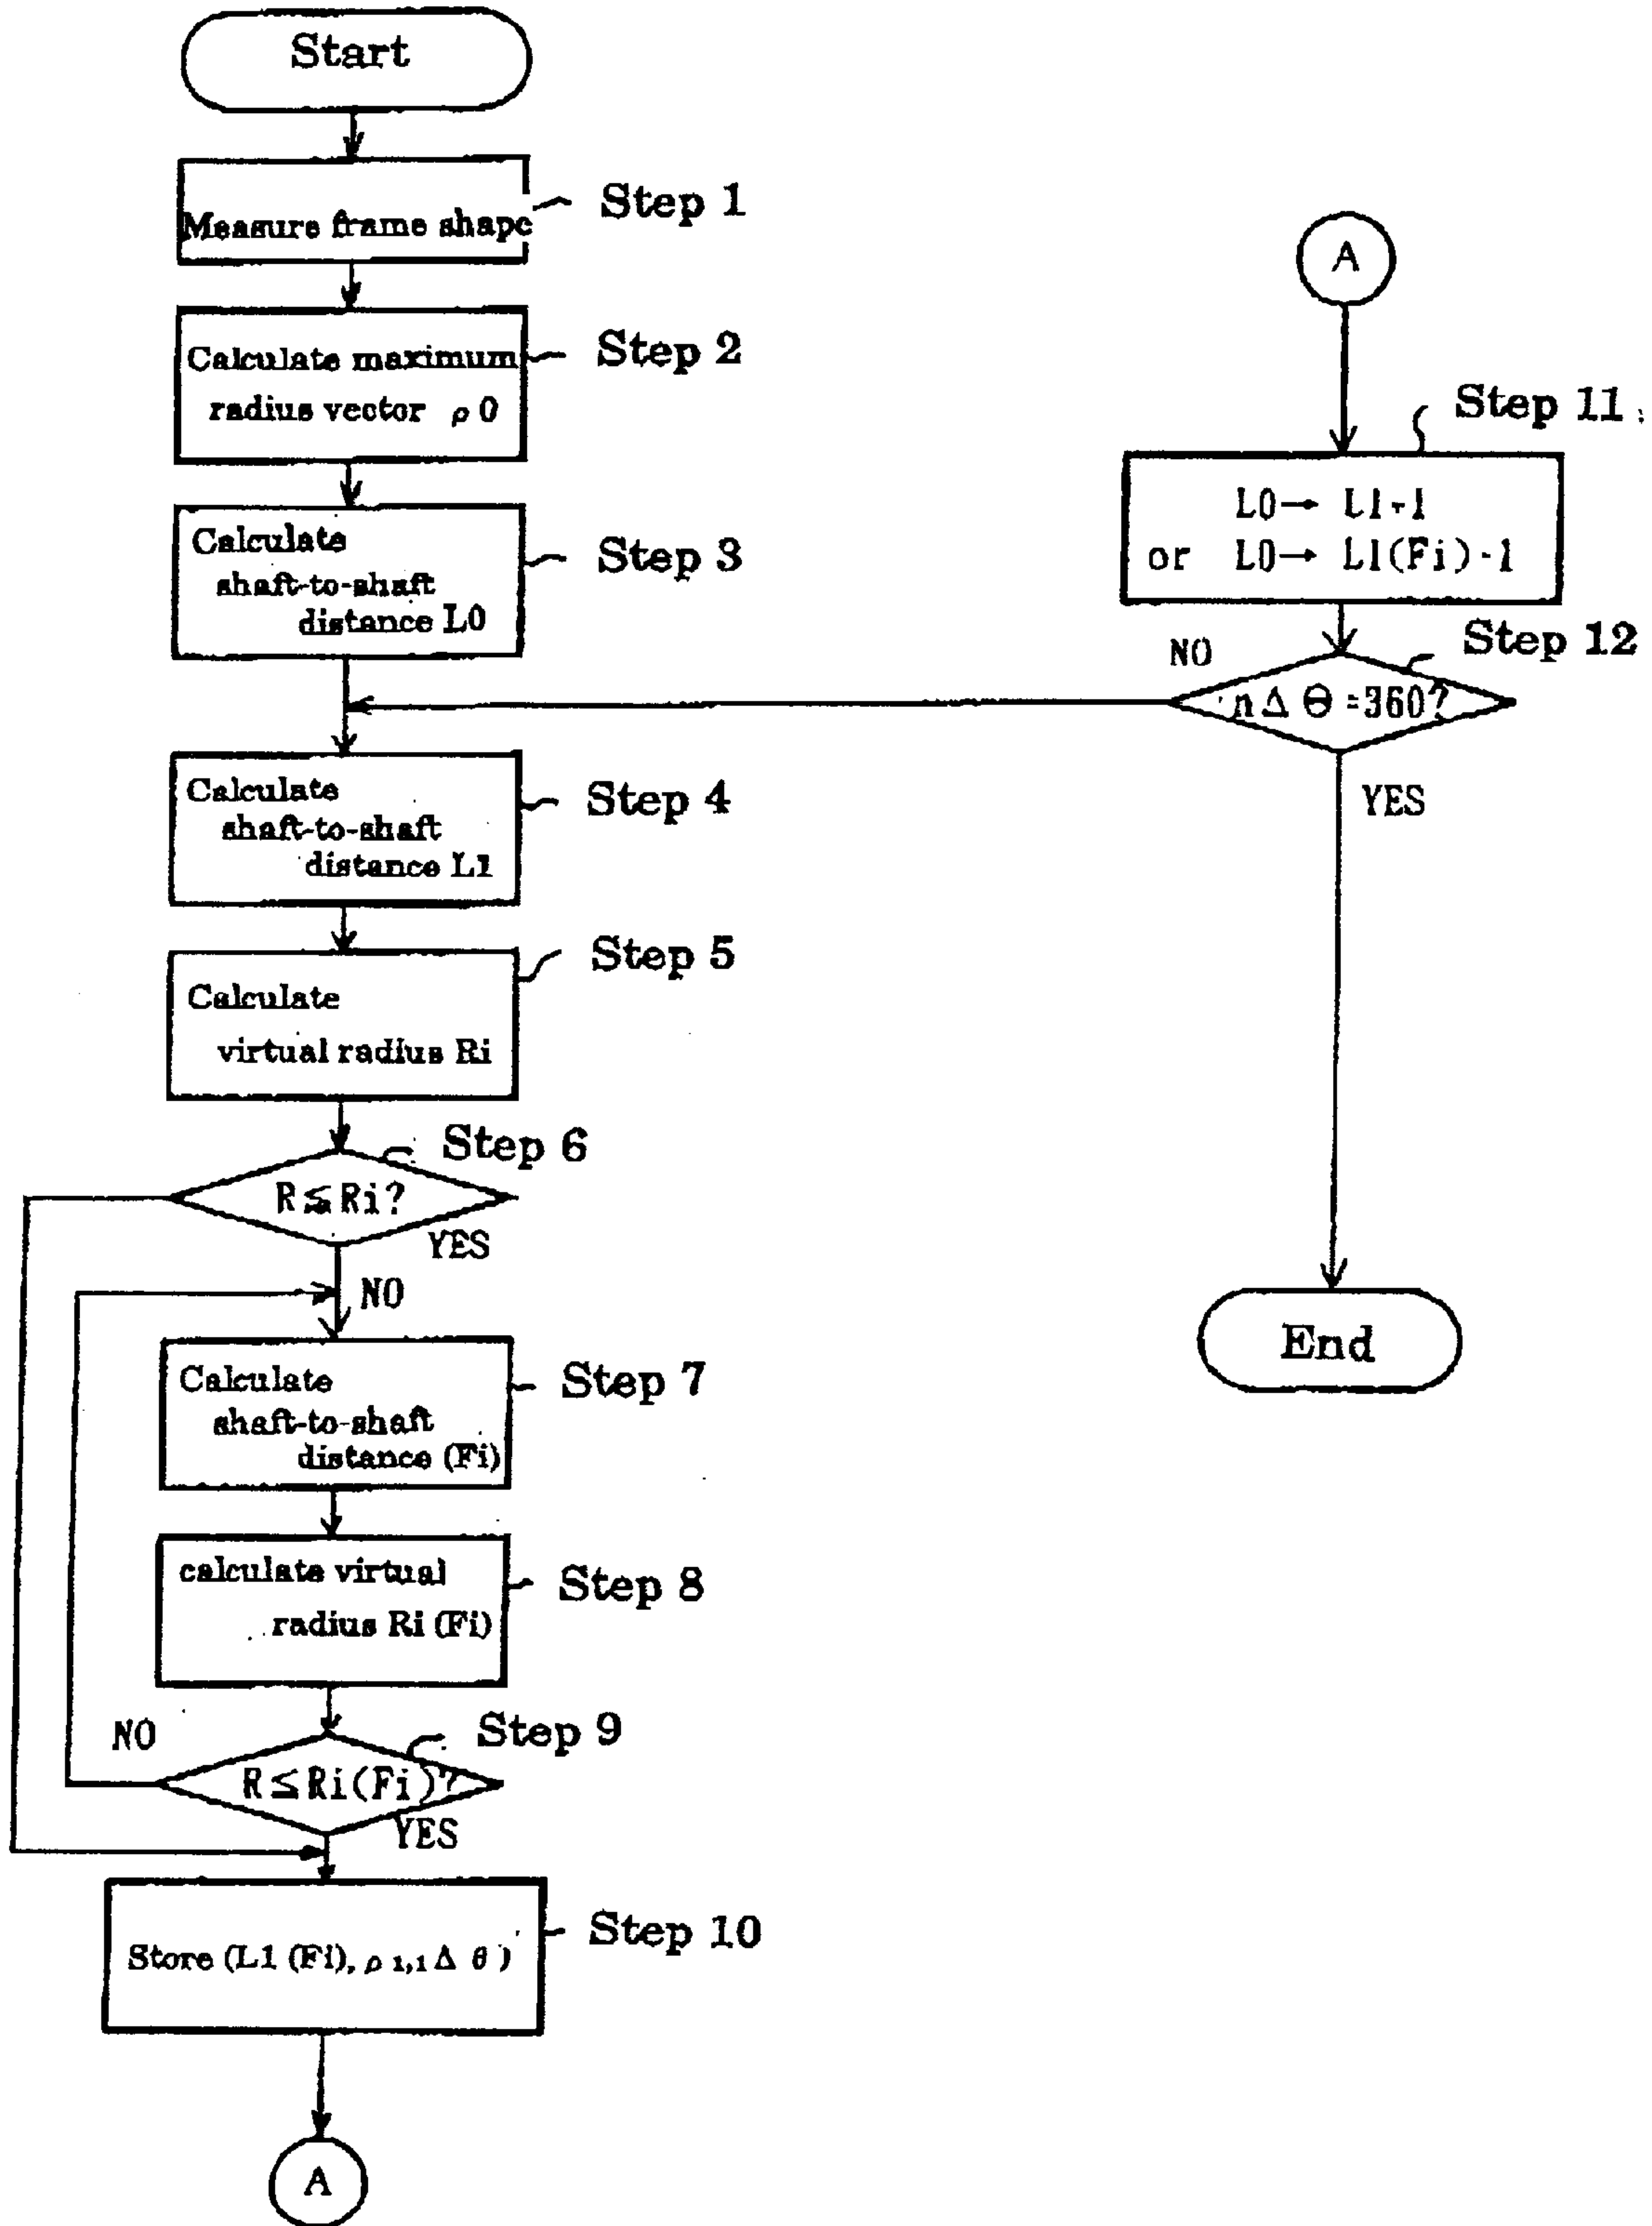 Start
Measure frame shape
Step 1
Calculate maximum
radius vector ρ0
Step 2
Calculate
shaft-to-shaft
distance L0
Step 3
Calculate
shaft-to-shaft
distance L1
Step 4
Calculate
virtual radius Ri
Step 5
Step 6
R≦Ri?
YES
NO
Calculate
shaft-to-shaft
distance (Fi)
Step 7
calculate virtual
radius Ri (Fi)
Step 8
NO
Step 9
R≦Ri(Fi)?
YES
Store (L1 (Fi), ρ1,1Δθ)
Step 10
A
A
Step 11
L0→ L1-1
or L0→ L1(Fi)-1
Step 12
NO
nΔΘ=360?
YES
End